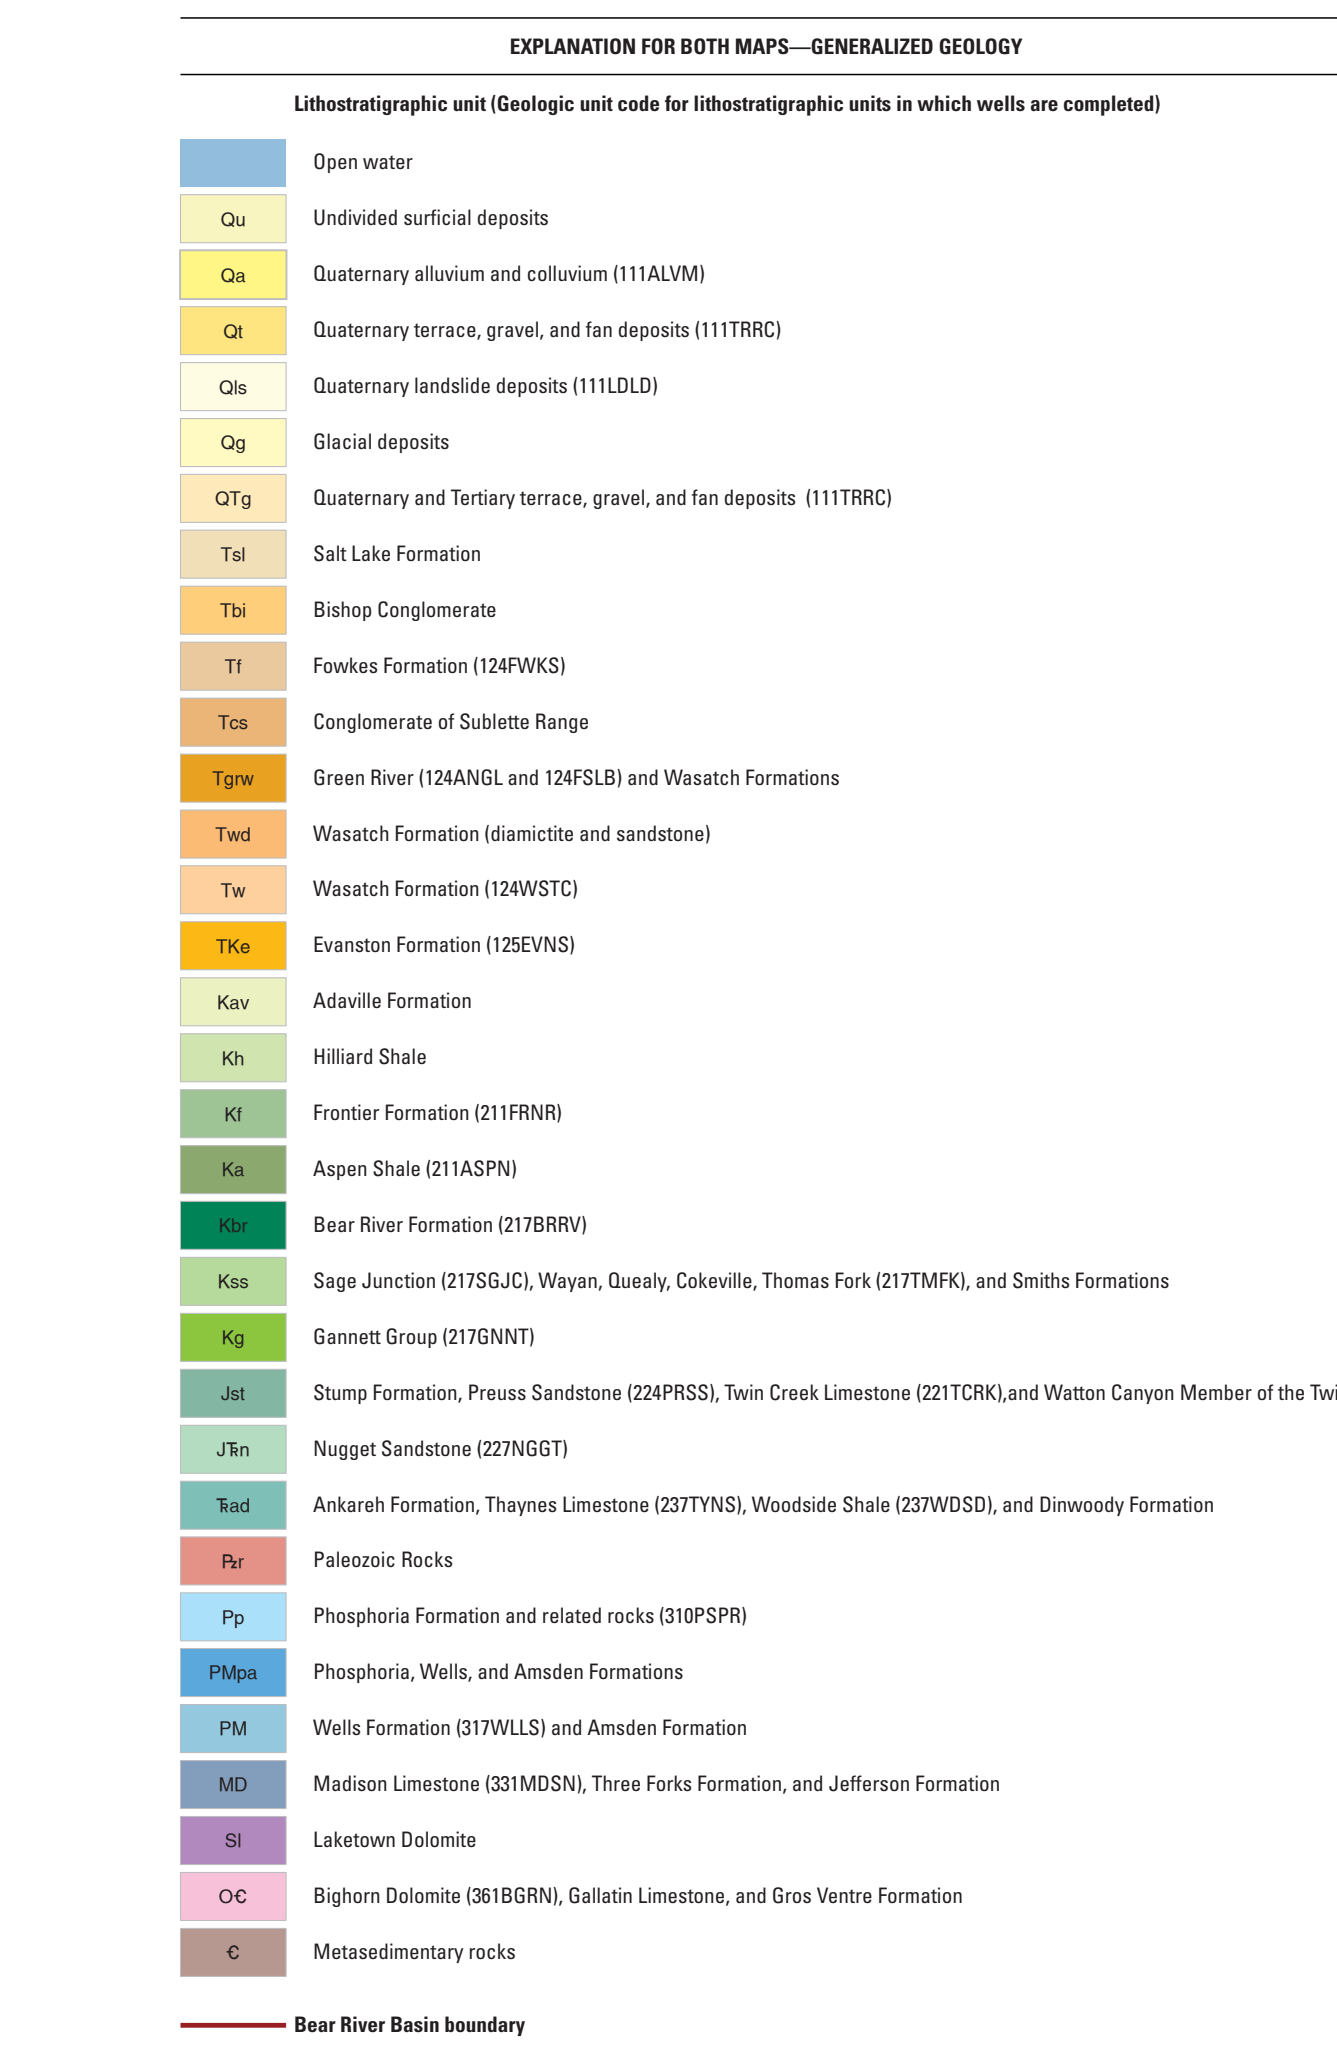 EXPLANATION FOR BOTH MAPS—GENERALIZED GEOLOGY
Lithostratigraphic unit (Geologic unit code for lithostratigraphic units in which wells are completed)
Open water
Qu Undivided surficial deposits
Qa Quaternary alluvium and colluvium (111ALVM)
Qt Quaternary terrace, gravel, and fan deposits (111TRRC)
Qls Quaternary landslide deposits (111LDLD)
Qg Glacial deposits
QTg Quaternary and Tertiary terrace, gravel, and fan deposits (111TRRC)
Tsl Salt Lake Formation
Tbi Bishop Conglomerate
Tf Fowkes Formation (124FWKS)
Tcs Conglomerate of Sublette Range
Tgrw Green River (124ANGL and 124FSLB) and Wasatch Formations
Twd Wasatch Formation (diamictite and sandstone)
Tw Wasatch Formation (124WSTC)
TKe Evanston Formation (125EVNS)
Kav Adaville Formation
Kh Hilliard Shale
Kf Frontier Formation (211FRNR)
Ka Aspen Shale (211ASPN)
Kbr Bear River Formation (217BRRV)
Kss Sage Junction (217SGJC), Wayan, Quealy, Cokeville, Thomas Fork (217TMFK), and Smiths Formations
Kg Gannett Group (217GNNT)
Jst Stump Formation, Preuss Sandstone (224PRSS), Twin Creek Limestone (221TCRK),and Watton Canyon Member of the Twi
J​Ꞃn Nugget Sandstone (227NGGT)
Ꞃad Ankareh Formation, Thaynes Limestone (237TYNS), Woodside Shale (237WDSD), and Dinwoody Formation
Pzr Paleozoic Rocks
Pp Phosphoria Formation and related rocks (310PSPR)
PMpa Phosphoria, Wells, and Amsden Formations
PM Wells Formation (317WLLS) and Amsden Formation
MD Madison Limestone (331MDSN), Three Forks Formation, and Jefferson Formation
Sl Laketown Dolomite
O€ Bighorn Dolomite (361BGRN), Gallatin Limestone, and Gros Ventre Formation
€ Metasedimentary rocks
Bear River Basin boundary